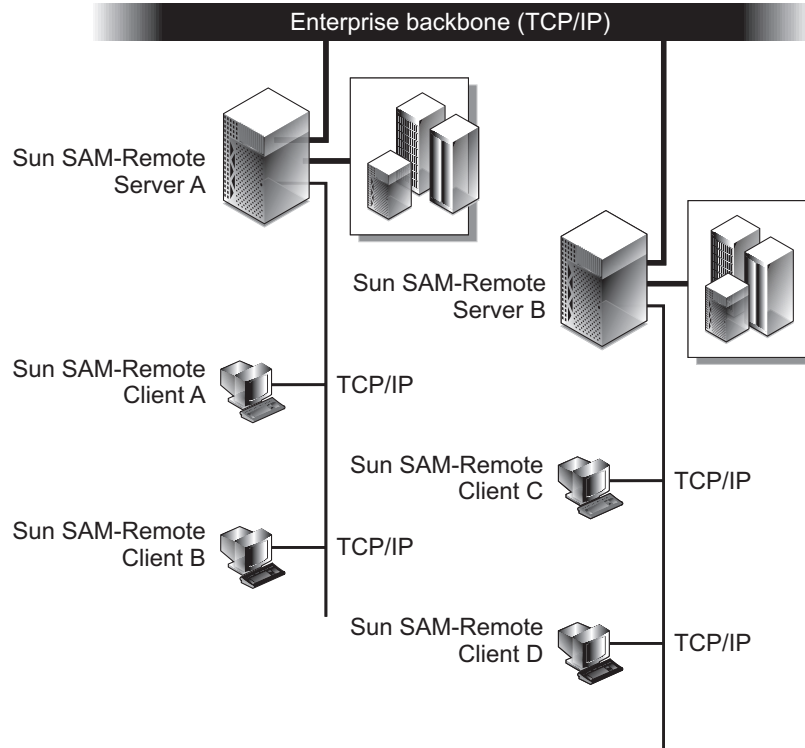 Enterprise backbone (TCP/IP)
Sun SAM-Remote
Server A
Sun SAM-Remote
Server B
Sun SAM-Remote
Client A
TCP/IP
Sun SAM-Remote
Client C
TCP/IP
Sun SAM-Remote
Client B
TCP/IP
Sun SAM-Remote
Client D
TCP/IP